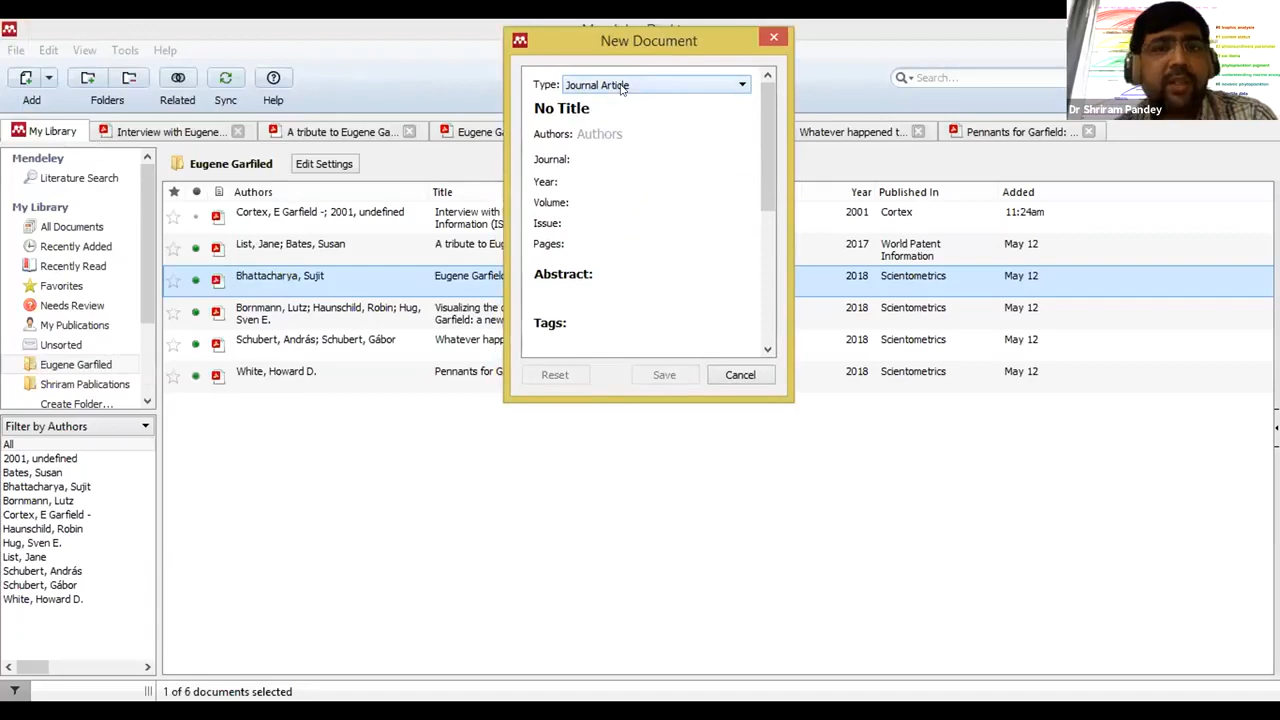 New Document
File Edit View Tools Help
Add Folders Related Sync Help
Search...
Dr Shriram Pandey
My Library
Interview with Eugene...
A tribute to Eugene Ga...
Eugene Garf
Whatever happened t...
Pennants for Garfield: ...
Mendeley
Literature Search
My Library
All Documents
Recently Added
Recently Read
Favorites
Needs Review
My Publications
Unsorted
Eugene Garfiled
Shriram Pablications
Create Folder...
Filter by Authors
All
2001, undefined
Bates, Susan
Bhattacharya, Sujit
Bornmann, Lutz
Cortex, E Garfield -
Haunschild, Robin
Hug, Sven E.
List, Jane
Schubert, András
Schubert, Gábor
White, Howard D.
Eugene Garfiled
Edit Settings
Authors Title Year Published In Added
Cortex, E Garfield -; 2001, undefined Interview with Information (IS 2001 Cortex 11:24am
List, Jane; Bates, Susan A tribute to Eu 2017 World Patent Information May 12
Bhattacharya, Sujit Eugene Garfiel 2018 Scientometrics May 12
Bornmann, Lutz; Haunschild, Robin; Hug, Sven E. Visualizing the c Garfield: a new 2018 Scientometrics May 12
Schubert, András; Schubert, Gábor Whatever happ 2018 Scientometrics May 12
White, Howard D. Pennants for G 2018 Scientometrics May 12
Type: Journal Article
No Title
Authors: Authors
Journal:
Year:
Volume:
Issue:
Pages:
Abstract:
Tags:
Reset Save Cancel
1 of 6 documents selected